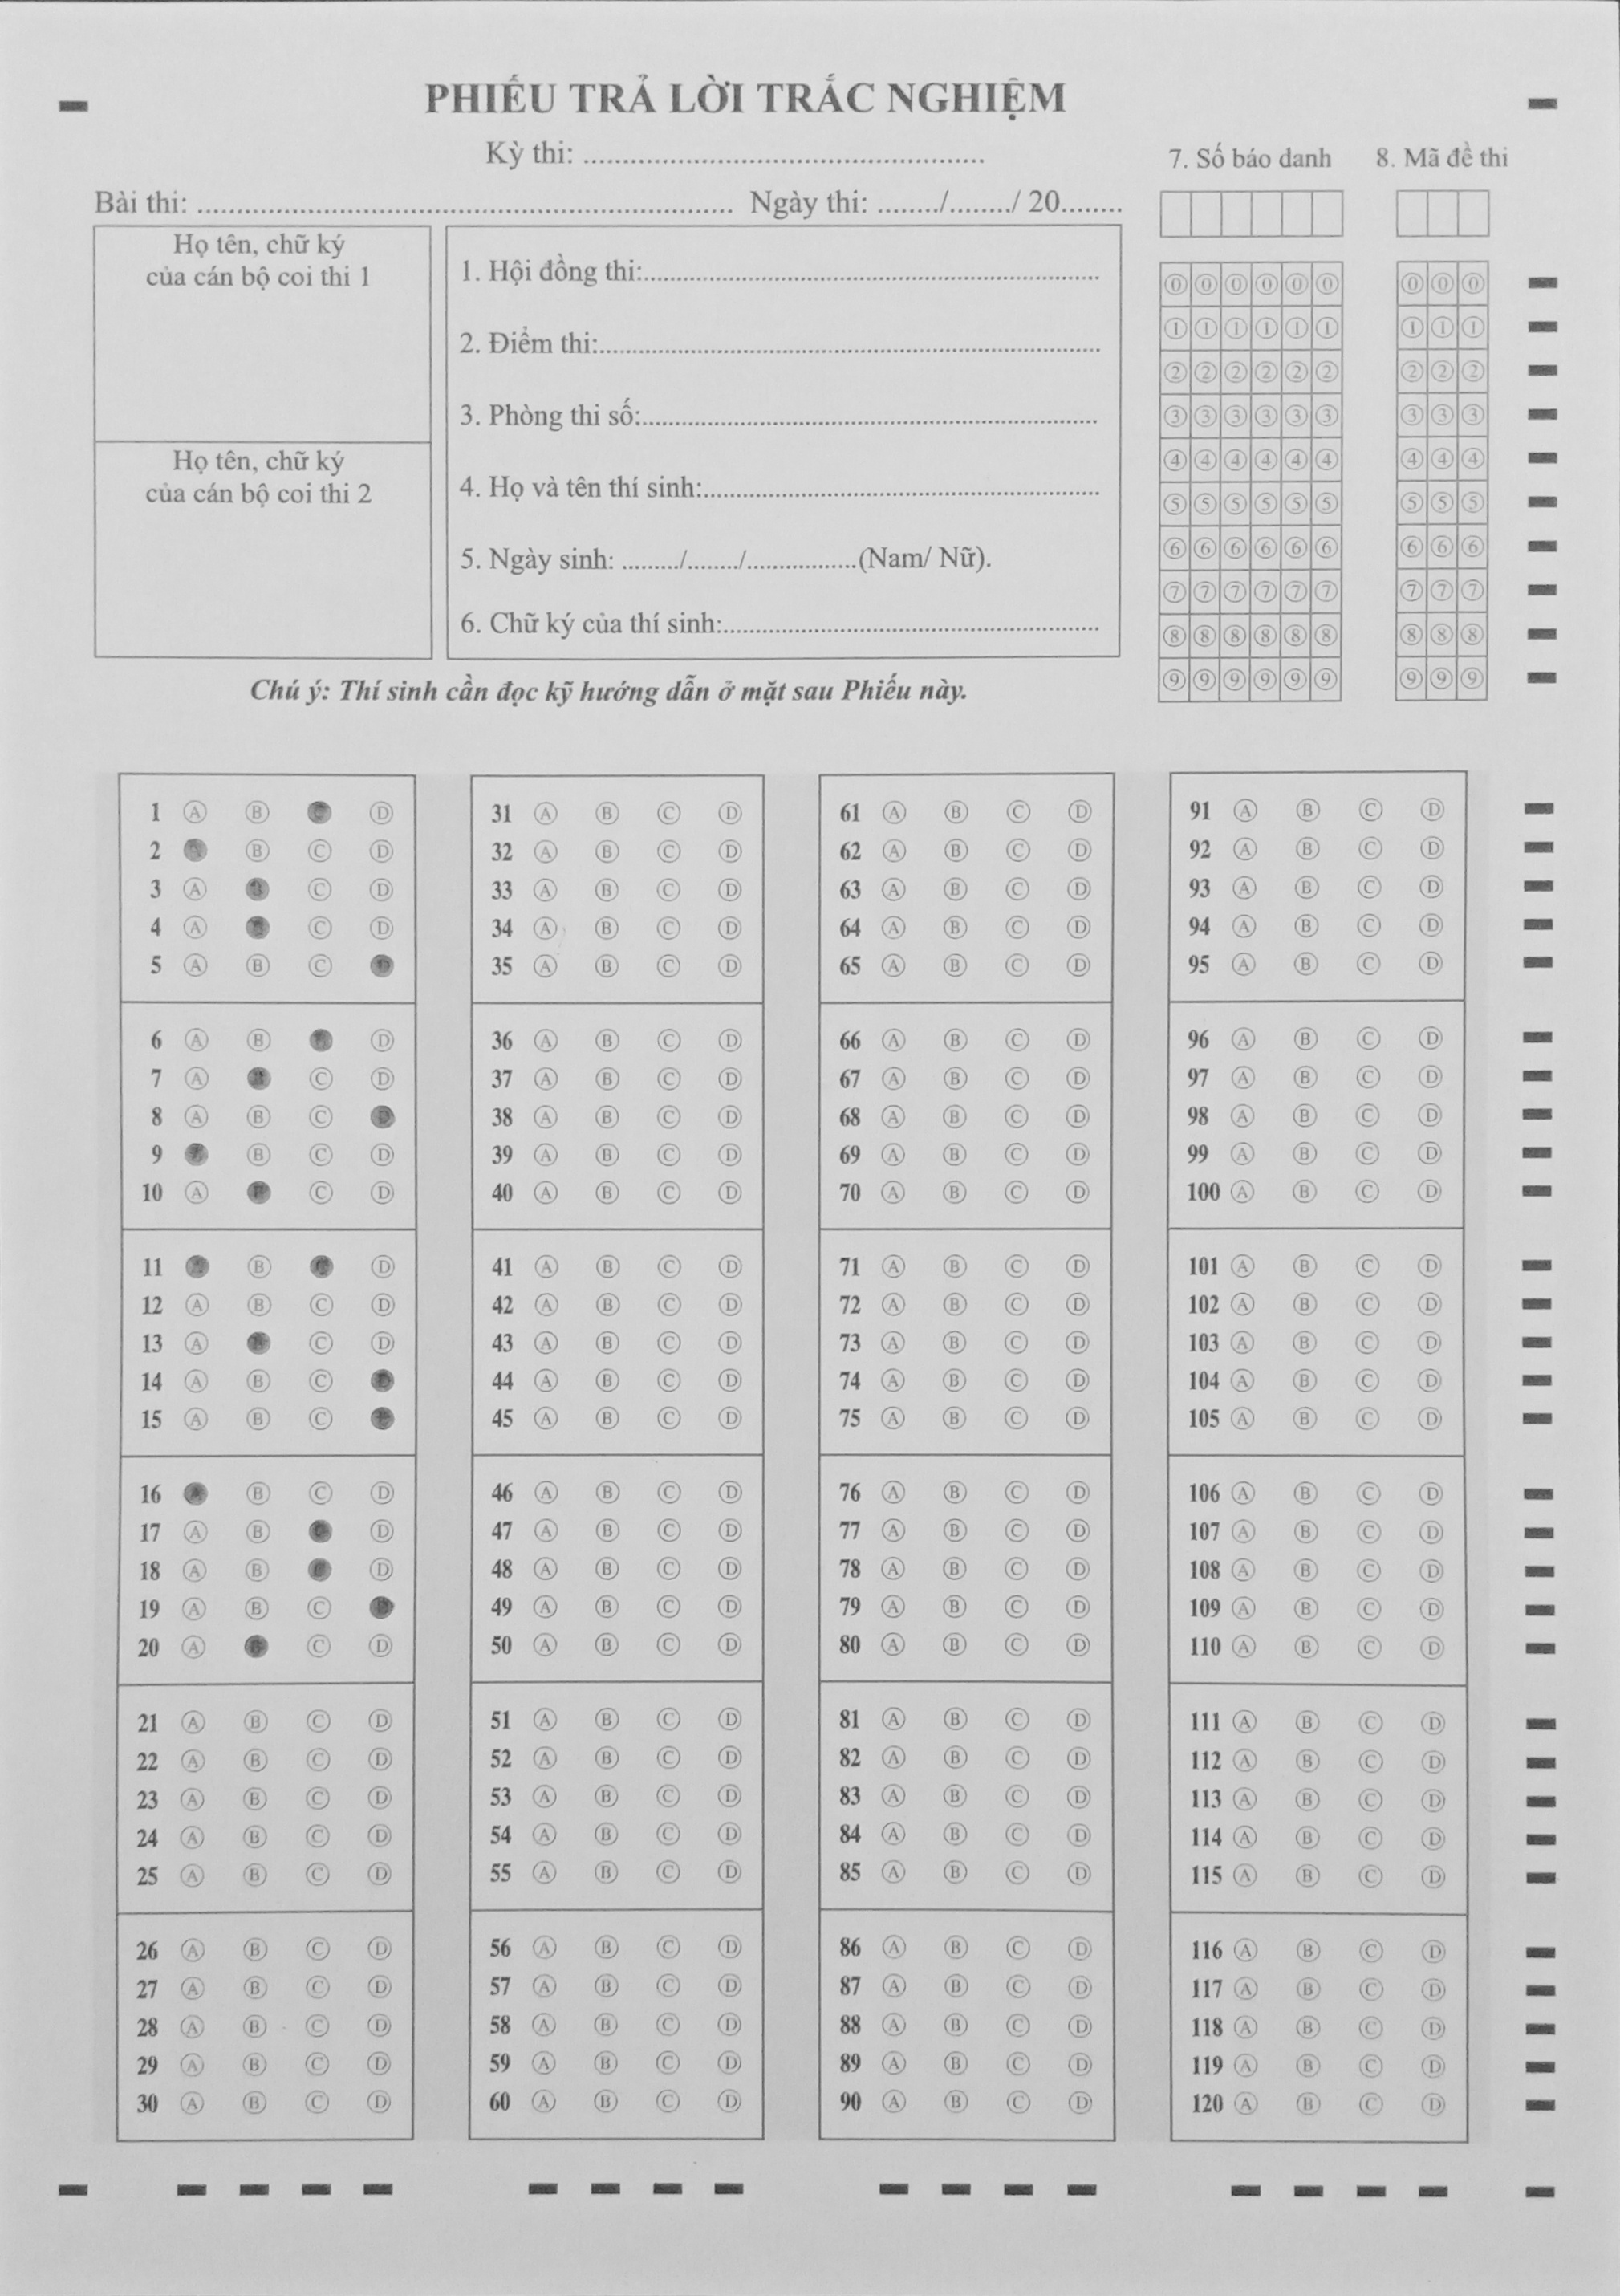 PHIẾU TRẢ LỜI TRẮC NGHIỆM
Kỳ thi: ....................................................
Bài thi: ..................................................................... Ngày thi: ......../......../ 20........
7. Số báo danh
8. Mã đề thi
Họ tên, chữ ký
của cán bộ coi thi 1
Họ tên, chữ ký
của cán bộ coi thi 2
1. Hội đồng thi:................................................................
2. Điểm thi:................................................................
3. Phòng thi số:................................................................
4. Họ và tên thí sinh:................................................................
5. Ngày sinh: ......../......../................(Nam/ Nữ).
6. Chữ ký của thí sinh:................................................................
0 0 0 0 0 0 0 0 0
1 1 1 1 1 1 1 1 1
2 2 2 2 2 2 2 2 2
3 3 3 3 3 3 3 3 3
4 4 4 4 4 4 4 4 4
5 5 5 5 5 5 5 5 5
6 6 6 6 6 6 6 6 6
7 7 7 7 7 7 7 7 7
8 8 8 8 8 8 8 8 8
9 9 9 9 9 9 9 9 9
Chú ý: Thí sinh cần đọc kỹ hướng dẫn ở mặt sau Phiếu này.
1 A B D
2 B C D
3 A C D
4 A C D
5 A B C D
6 A B D
7 A C D
8 A B C D
9 B C D
10 A C D
11 B D
12 A B C D
13 A C D
14 A B C
15 A B C
16 B C D
17 A B D
18 A B D
19 A B C
20 A C D
21 A B C D
22 A B C D
23 A B C D
24 A B C D
25 A B C D
26 A B C D
27 A B C D
28 A B C D
29 A B C D
30 A B C D
31 A B C D
32 A B C D
33 A B C D
34 A B C D
35 A B C D
36 A B C D
37 A B C D
38 A B C D
39 A B C D
40 A B C D
41 A B C D
42 A B C D
43 A B C D
44 A B C D
45 A B C D
46 A B C D
47 A B C D
48 A B C D
49 A B C D
50 A B C D
51 A B C D
52 A B C D
53 A B C D
54 A B C D
55 A B C D
56 A B C D
57 A B C D
58 A B C D
59 A B C D
60 A B C D
61 A B C D
62 A B C D
63 A B C D
64 A B C D
65 A B C D
66 A B C D
67 A B C D
68 A B C D
69 A B C D
70 A B C D
71 A B C D
72 A B C D
73 A B C D
74 A B C D
75 A B C D
76 A B C D
77 A B C D
78 A B C D
79 A B C D
80 A B C D
81 A B C D
82 A B C D
83 A B C D
84 A B C D
85 A B C D
86 A B C D
87 A B C D
88 A B C D
89 A B C D
90 A B C D
91 A B C D
92 A B C D
93 A B C D
94 A B C D
95 A B C D
96 A B C D
97 A B C D
98 A B C D
99 A B C D
100 A B C D
101 A B C D
102 A B C D
103 A B C D
104 A B C D
105 A B C D
106 A B C D
107 A B C D
108 A B C D
109 A B C D
110 A B C D
111 A B C D
112 A B C D
113 A B C D
114 A B C D
115 A B C D
116 A B C D
117 A B C D
118 A B C D
119 A B C D
120 A B C D